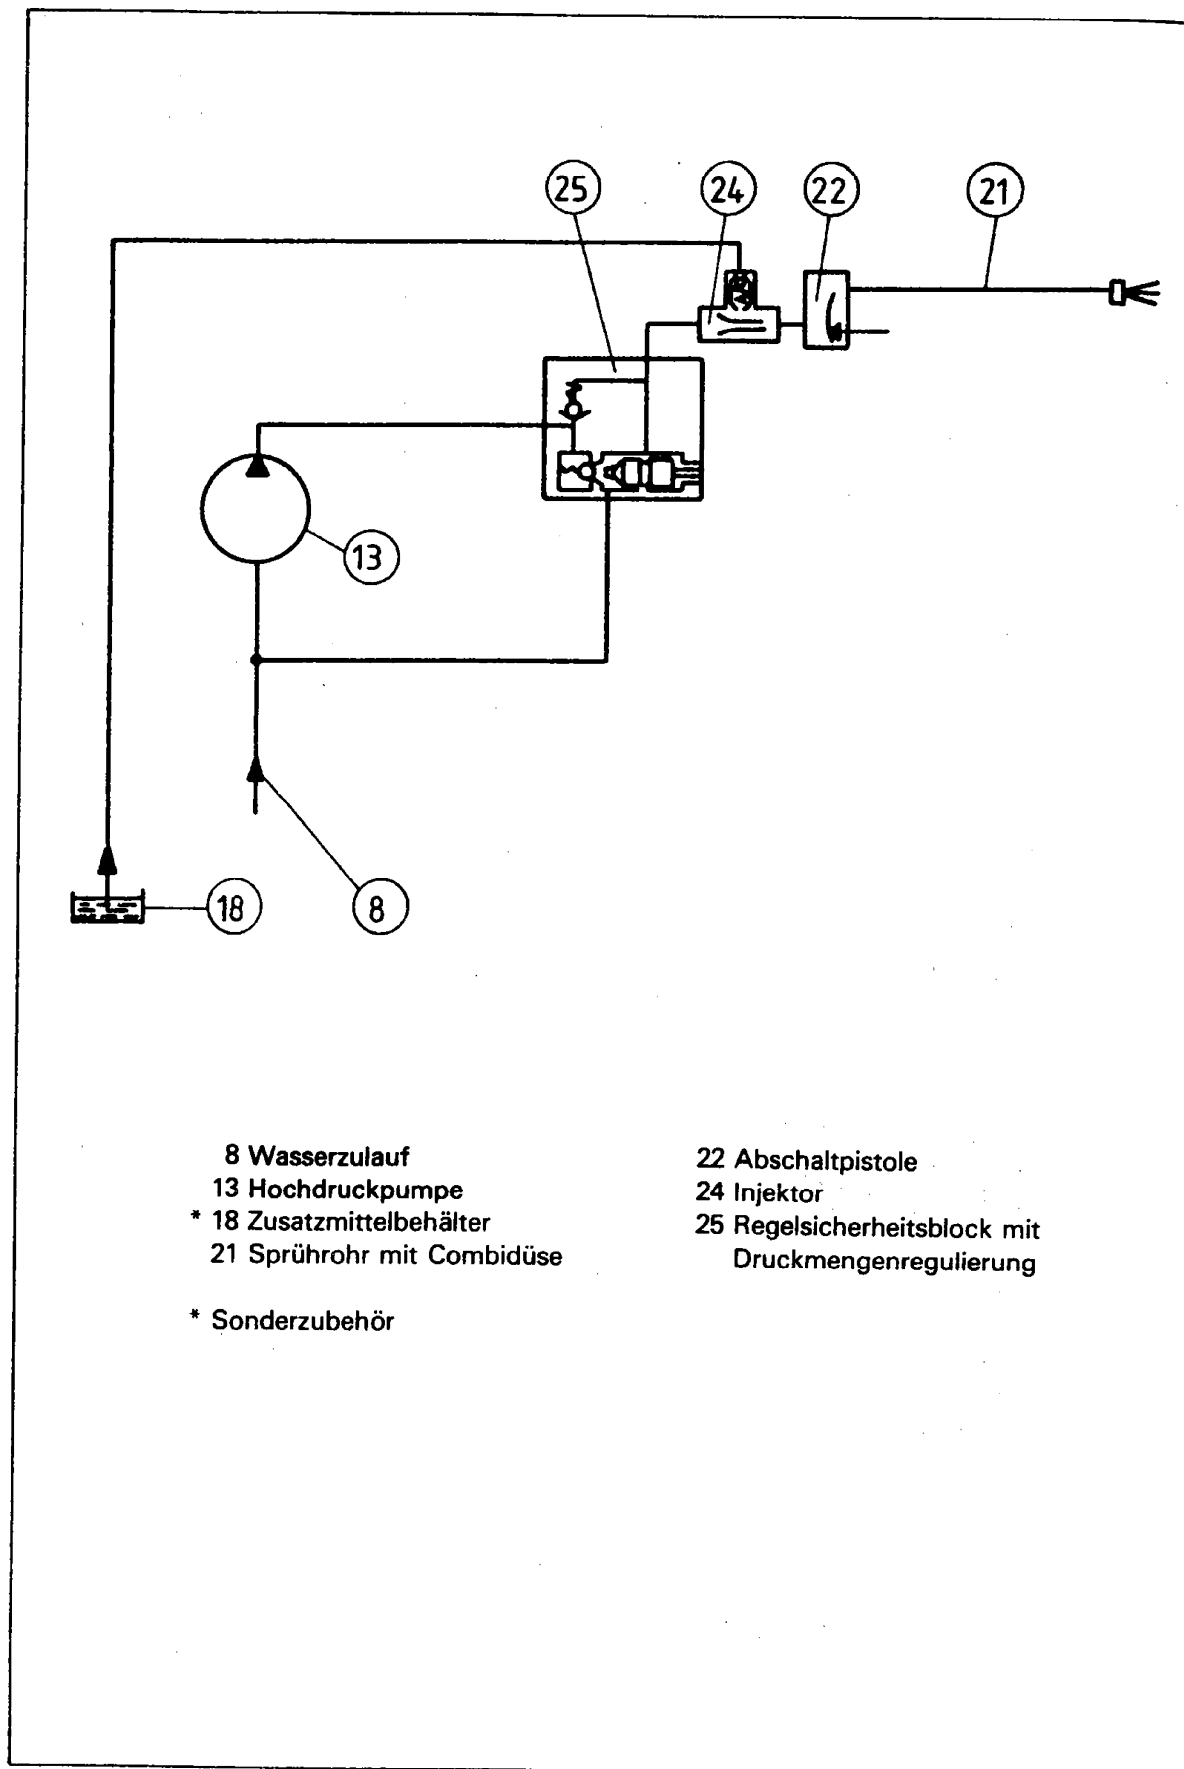 25 24 22 21
13
18 8
8 Wasserzulauf
13 Hochdruckpumpe
* 18 Zusatzmittelbehälter
21 Sprührohr mit Combidüse
* Sonderzubehör
22 Abschaltpistole
24 Injektor
25 Regelsicherheitsblock mit
Druckmengenregulierung